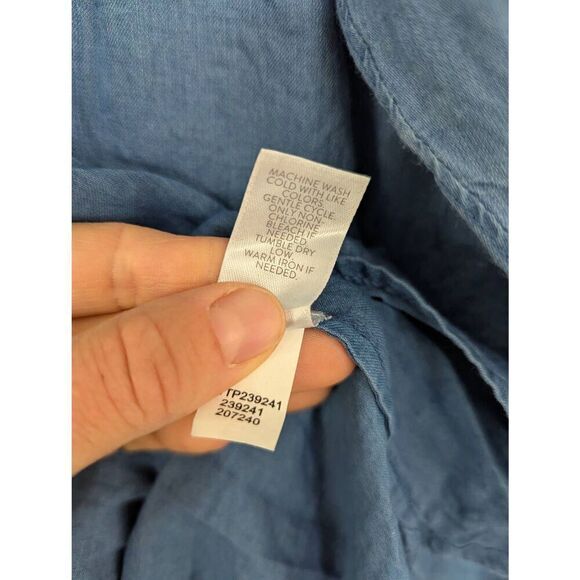 MACHINE WASH
COLD WITH LIKE
COLORS.
GENTLE CYCLE.
ONLY NON-
CHLORINE
BLEACH IF
NEEDED.
TUMBLE DRY
LOW.
WARM IRON IF
NEEDED.
TP239241
239241
207240